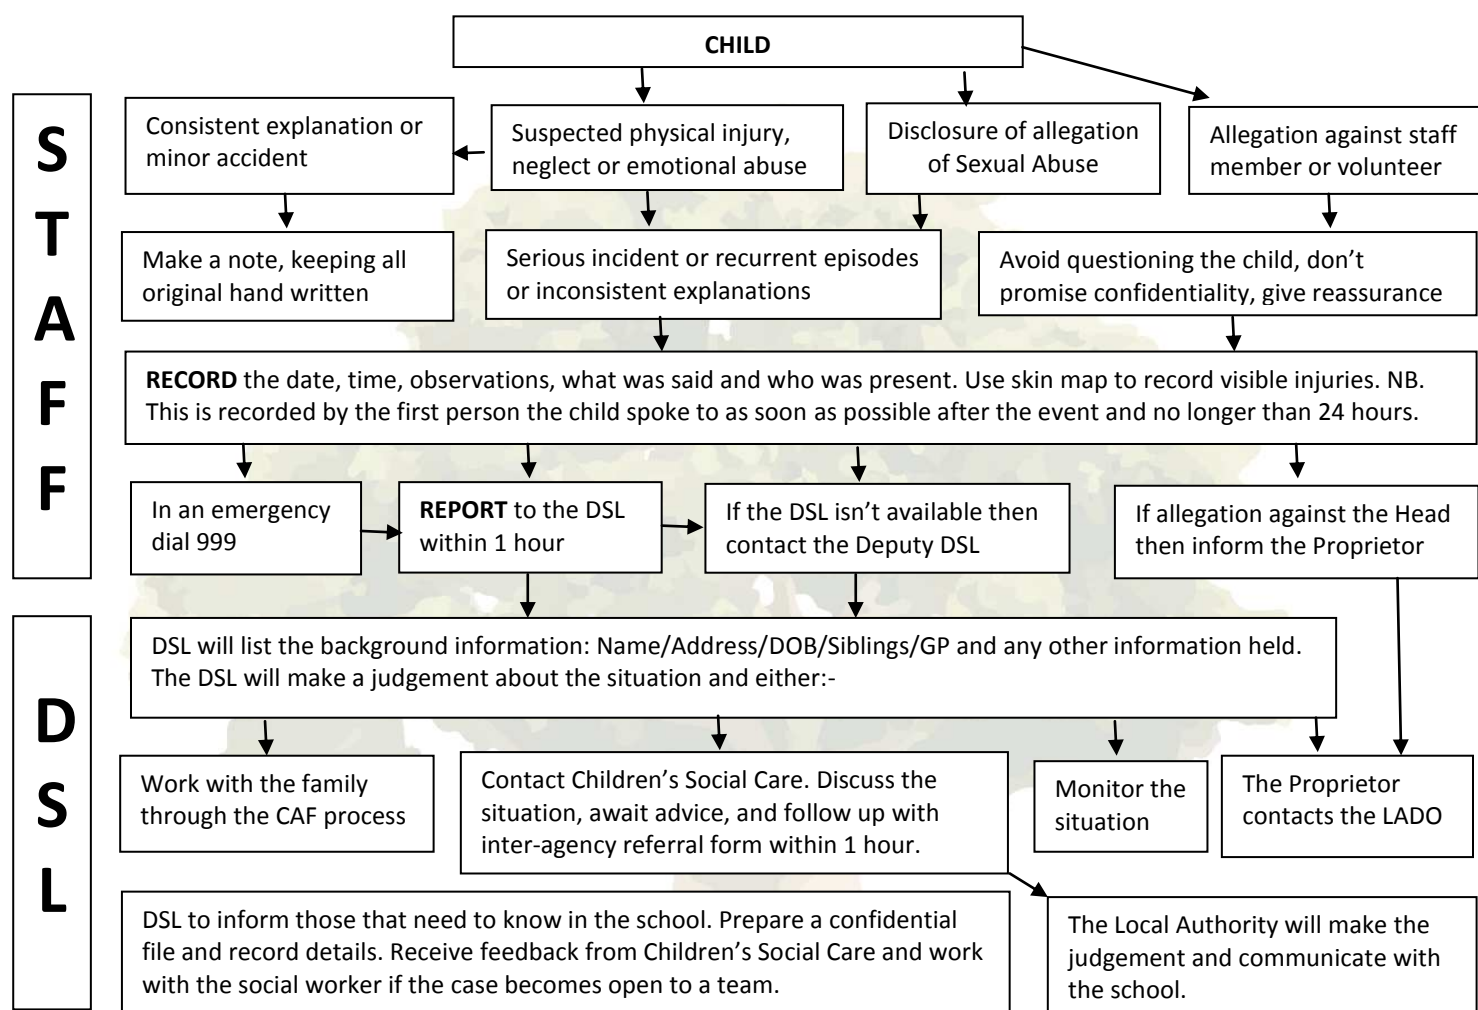 CHILD
STAFF
Consistent explanation or
minor accident
Suspected physical injury,
neglect or emotional abuse
Disclosure of allegation
of Sexual Abuse
Allegation against staff
member or volunteer
Make a note, keeping all
original hand written
Serious incident or recurrent episodes
or inconsistent explanations
Avoid questioning the child, don’t
promise confidentiality, give reassurance
RECORD the date, time, observations, what was said and who was present. Use skin map to record visible injuries. NB.
This is recorded by the first person the child spoke to as soon as possible after the event and no longer than 24 hours.
In an emergency
dial 999
REPORT to the DSL
within 1 hour
If the DSL isn’t available then
contact the Deputy DSL
If allegation against the Head
then inform the Proprietor
DSL
DSL will list the background information: Name/Address/DOB/Siblings/GP and any other information held.
The DSL will make a judgement about the situation and either:-
Work with the family
through the CAF process
Contact Children’s Social Care. Discuss the
situation, await advice, and follow up with
inter-agency referral form within 1 hour.
Monitor the
situation
The Proprietor
contacts the LADO
DSL to inform those that need to know in the school. Prepare a confidential
file and record details. Receive feedback from Children’s Social Care and work
with the social worker if the case becomes open to a team.
The Local Authority will make the
judgement and communicate with
the school.